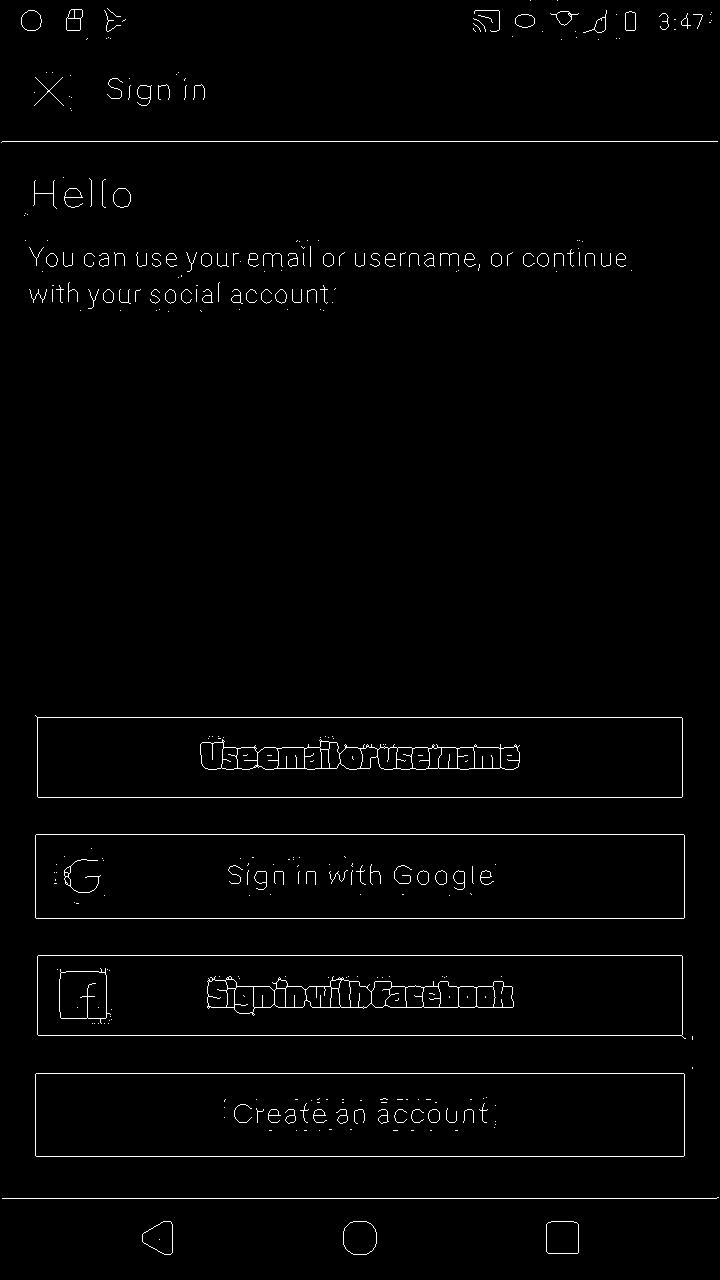 3:47
Sign in
Hello
You can use your email or username, or continue
with your social account.
Use email or username
G Sign in with Google
f Sign in with Facebook
Create an account